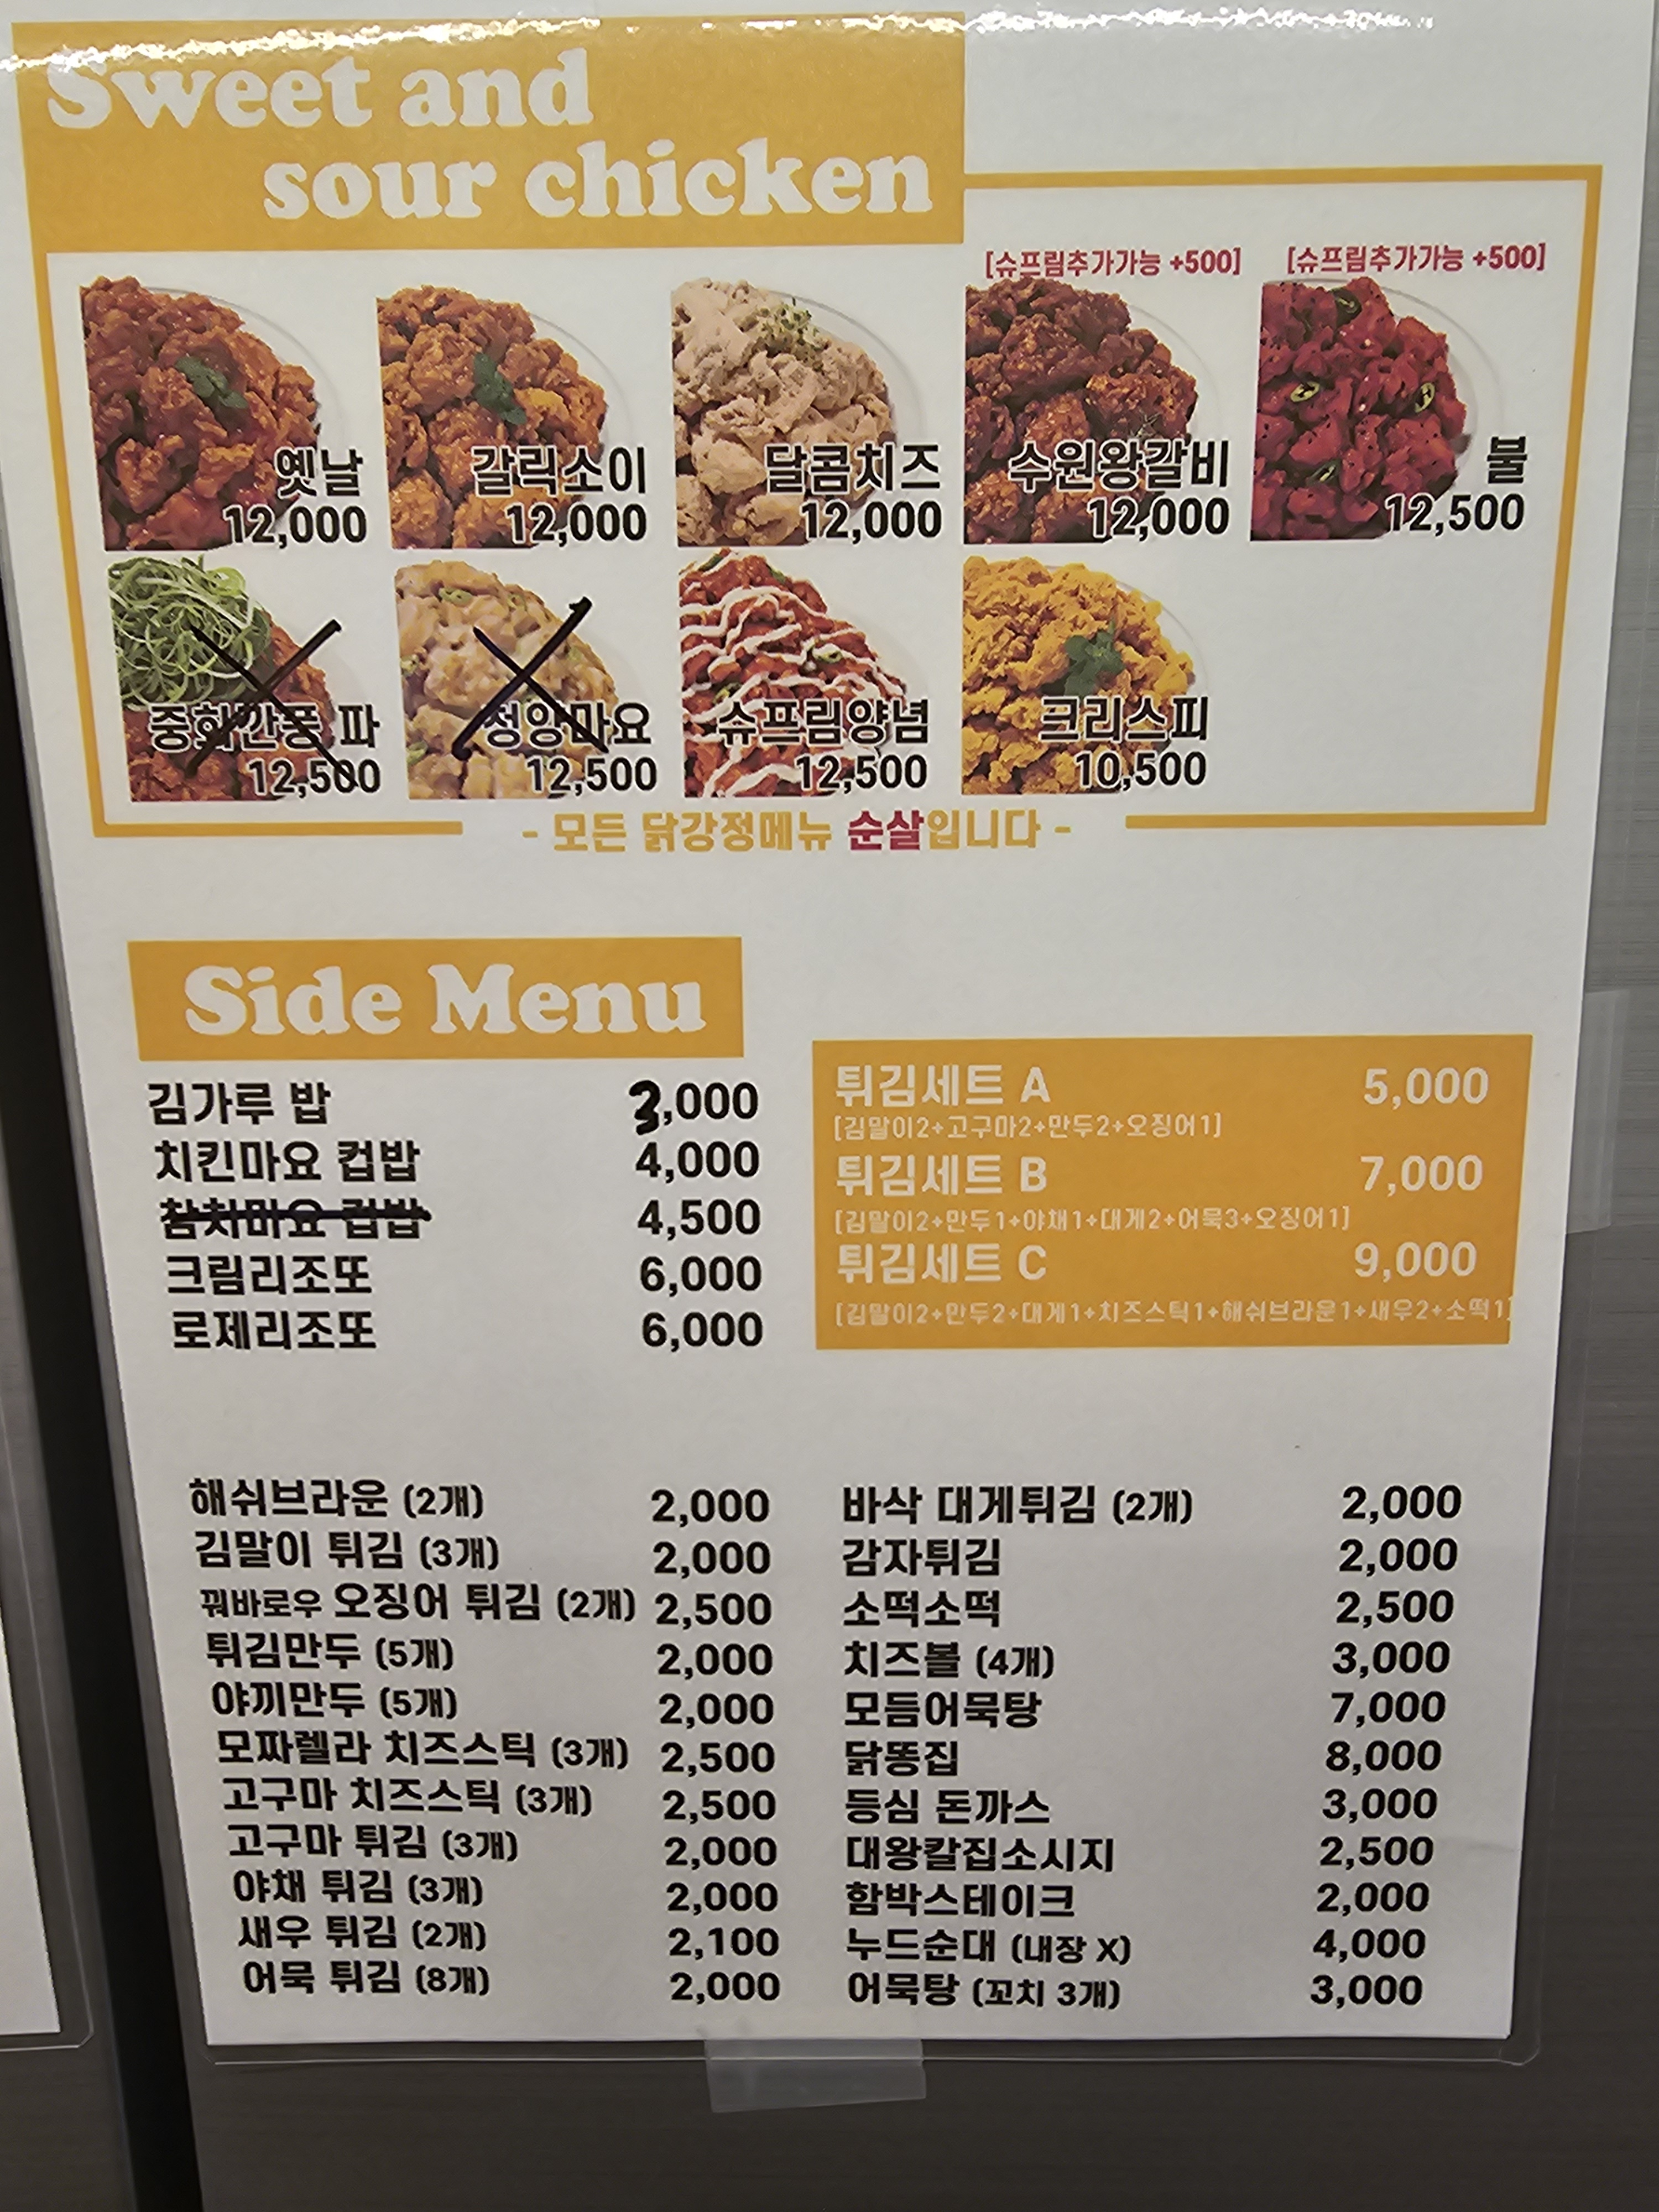 Sweet and
sour chicken
[슈프림추가가능 +500] [슈프림추가가능 +500]
옛날 갈릭소이 달콤치즈 수원왕갈비 불
12,000 12,000 12,000 12,000 12,500
중화깐풍 파 청양마요 슈프림양념 크리스피
12,500 12,500 12,500 10,500
- 모든 닭강정메뉴 순살입니다 -
Side Menu
김가루 밥 3,000
치킨마요 컵밥 4,000
참치마요 컵밥 4,500
크림리조또 6,000
로제리조또 6,000
튀김세트 A 5,000
[김말이2+고구마2+만두2+오징어1]
튀김세트 B 7,000
[김말이2+만두1+야채1+대게2+어묵3+오징어1]
튀김세트 C 9,000
[김말이2+만두2+대게1+치즈스틱1+해쉬브라운1+새우2+소떡1]
해쉬브라운 (2개) 2,000
김말이 튀김 (3개) 2,000
꿔바로우 오징어 튀김 (2개) 2,500
튀김만두 (5개) 2,000
야끼만두 (5개) 2,000
모짜렐라 치즈스틱 (3개) 2,500
고구마 치즈스틱 (3개) 2,500
고구마 튀김 (3개) 2,000
야채 튀김 (3개) 2,000
새우 튀김 (2개) 2,100
어묵 튀김 (8개) 2,000
바삭 대게튀김 (2개) 2,000
감자튀김 2,000
소떡소떡 2,500
치즈볼 (4개) 3,000
모듬어묵탕 7,000
닭똥집 8,000
등심 돈까스 3,000
대왕칼집소시지 2,500
함박스테이크 2,000
누드순대 (내장 X) 4,000
어묵탕 (꼬치 3개) 3,000